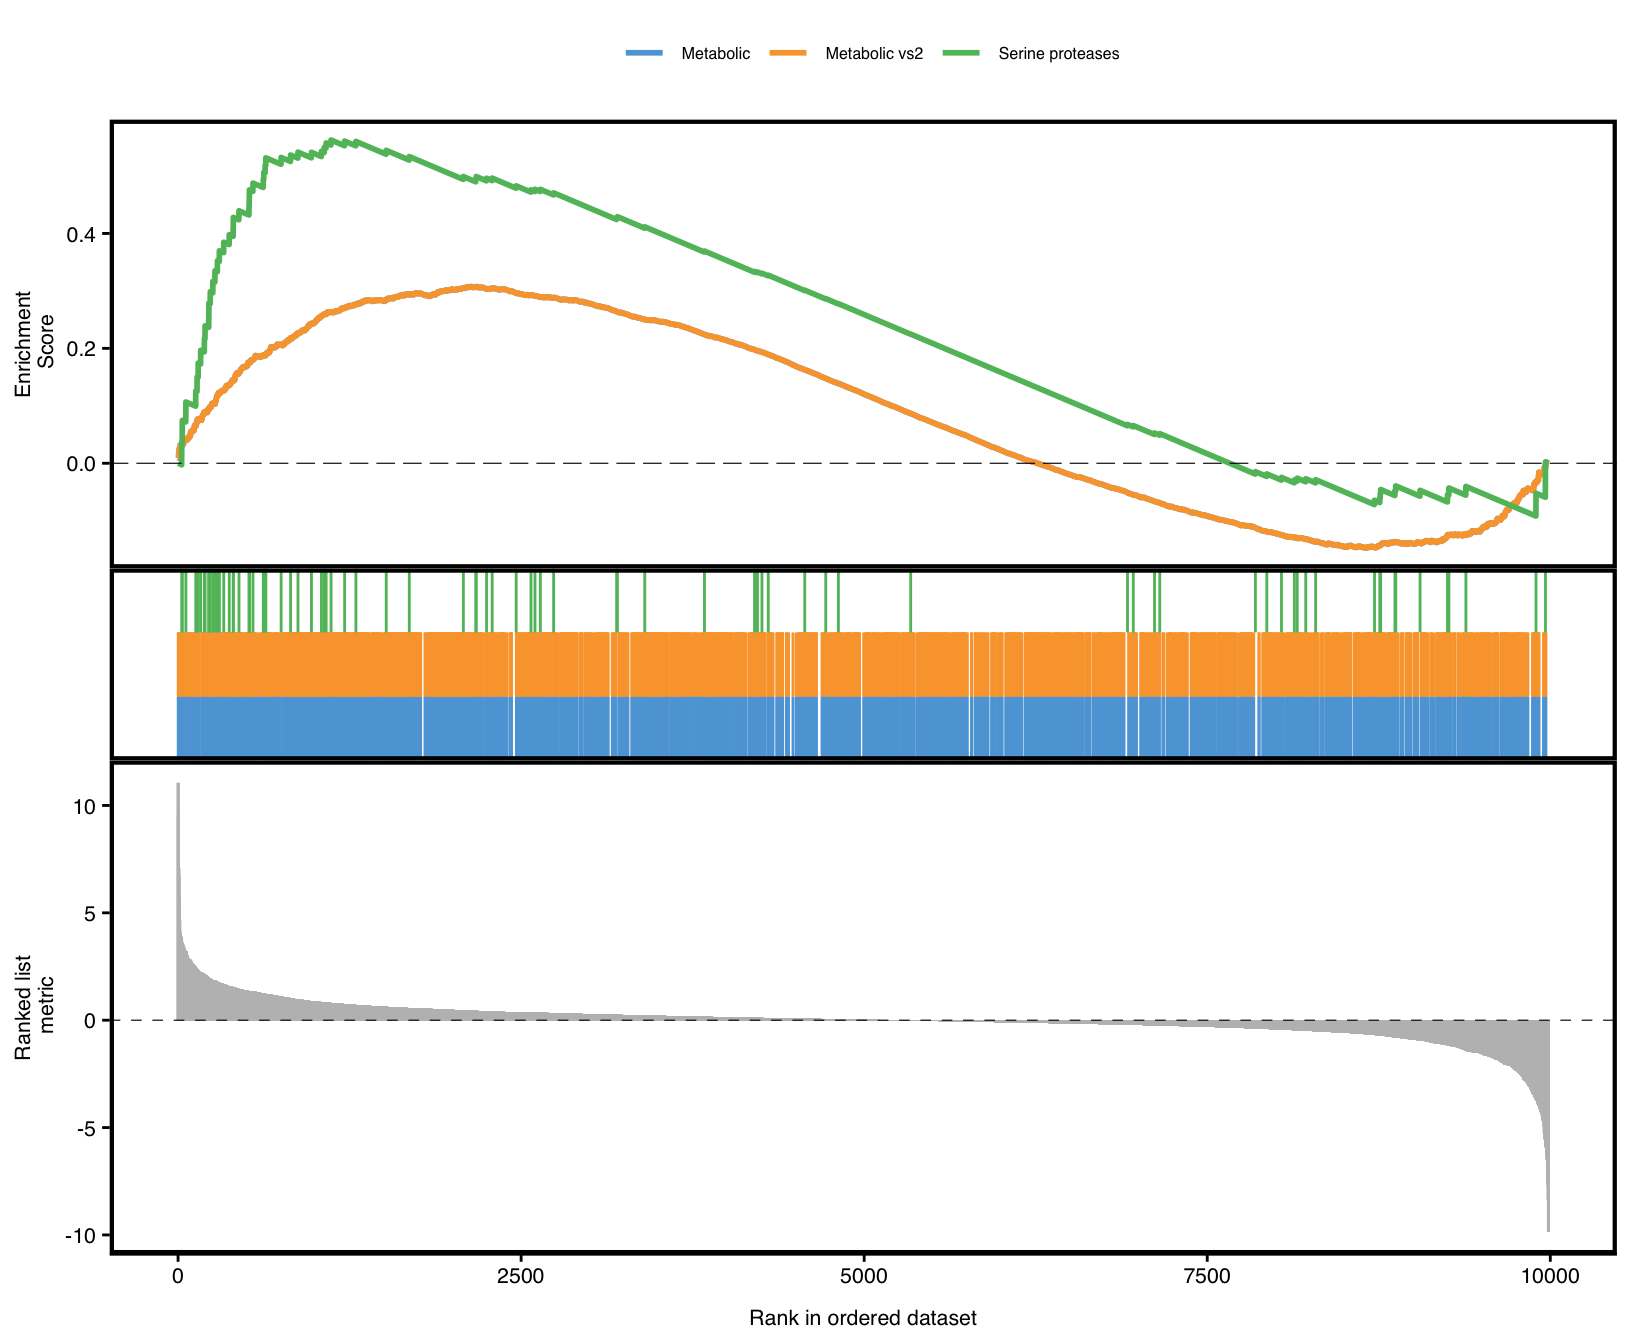 Metabolic Metabolic vs2 Serine proteases
Enrichment
Score
0.4
0.2
0.0
Ranked list
metric
10
5
0
-5
-10
0 2500 5000 7500 10000
Rank in ordered dataset